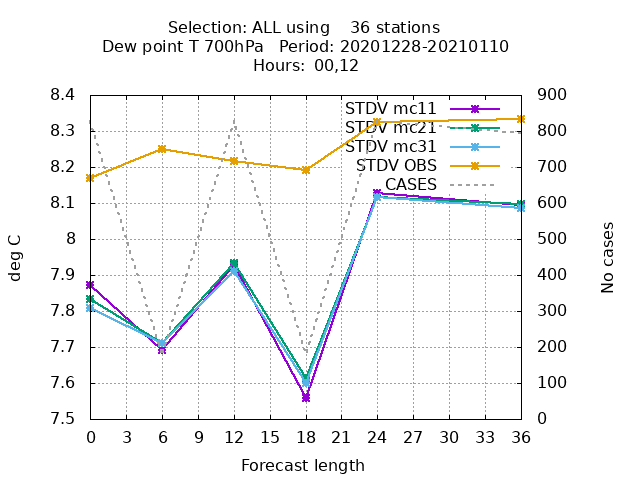 Selection: ALL using    36 stations
Dew point T 700hPa   Period: 20201228-20210110
Hours:  00,12
8.4
8.3
8.2
8.1
8
7.9
7.8
7.7
7.6
7.5
deg C
STDV mc11
STDV mc21
STDV mc31
STDV OBS
CASES
900
800
700
600
500
400
300
200
100
0
No cases
0 3 6 9 12 15 18 21 24 27 30 33 36
Forecast length